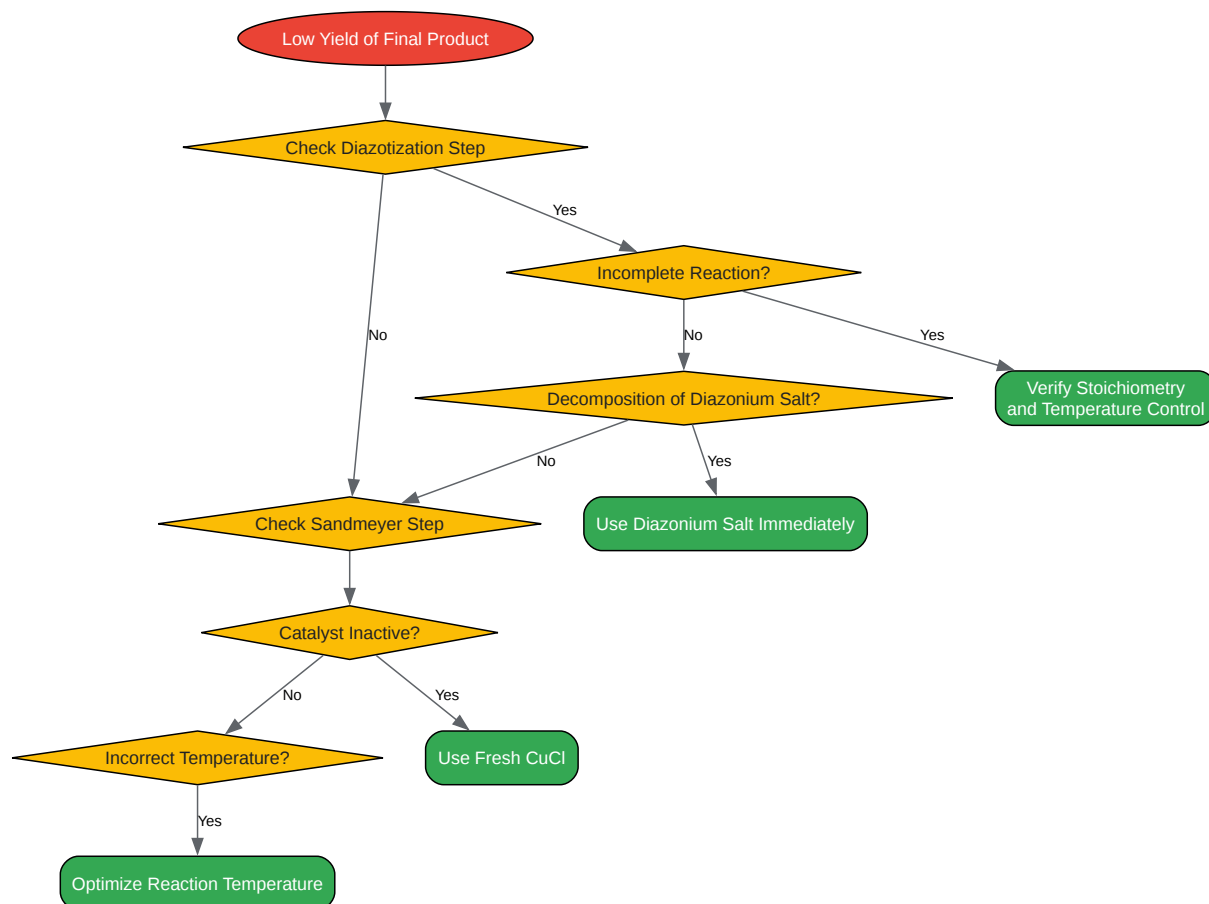 Low Yield of Final Product
Check Diazotization Step
Yes
Incomplete Reaction?
No
No
Yes
Decomposition of Diazonium Salt?
Verify Stoichiometry
and Temperature Control
No
Yes
Check Sandmeyer Step
Use Diazonium Salt Immediately
Catalyst Inactive?
No
Yes
Incorrect Temperature?
Use Fresh CuCl
Yes
Optimize Reaction Temperature